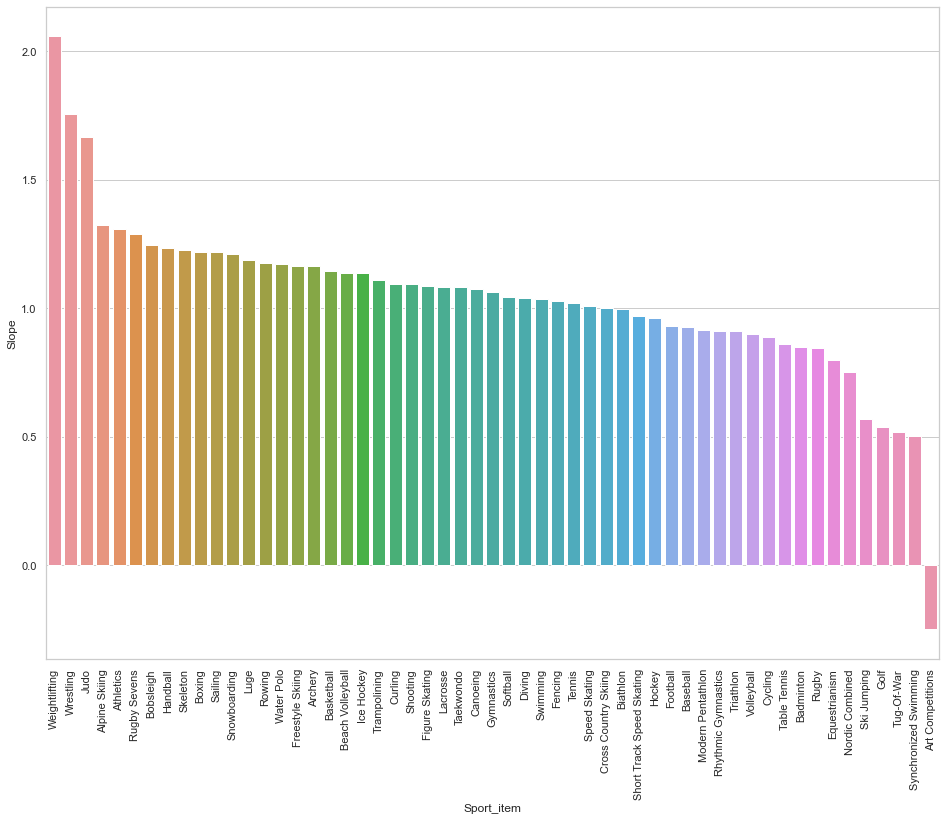 2.0
1.5
1.0
0.5
0.0
Slope
Weightlifting
Wrestling
Judo
Alpine Skiing
Athletics
Rugby Sevens
Bobsleigh
Handball
Skeleton
Boxing
Sailing
Snowboarding
Luge
Rowing
Water Polo
Freestyle Skiing
Archery
Basketball
Beach Volleyball
Ice Hockey
Trampolining
Curling
Shooting
Figure Skating
Lacrosse
Taekwondo
Canoeing
Gymnastics
Softball
Diving
Swimming
Fencing
Tennis
Speed Skating
Cross Country Skiing
Biathlon
Short Track Speed Skating
Hockey
Football
Baseball
Modern Pentathlon
Rhythmic Gymnastics
Triathlon
Volleyball
Cycling
Table Tennis
Badminton
Rugby
Equestrianism
Nordic Combined
Ski Jumping
Golf
Tug-Of-War
Synchronized Swimming
Art Competitions
Sport_item